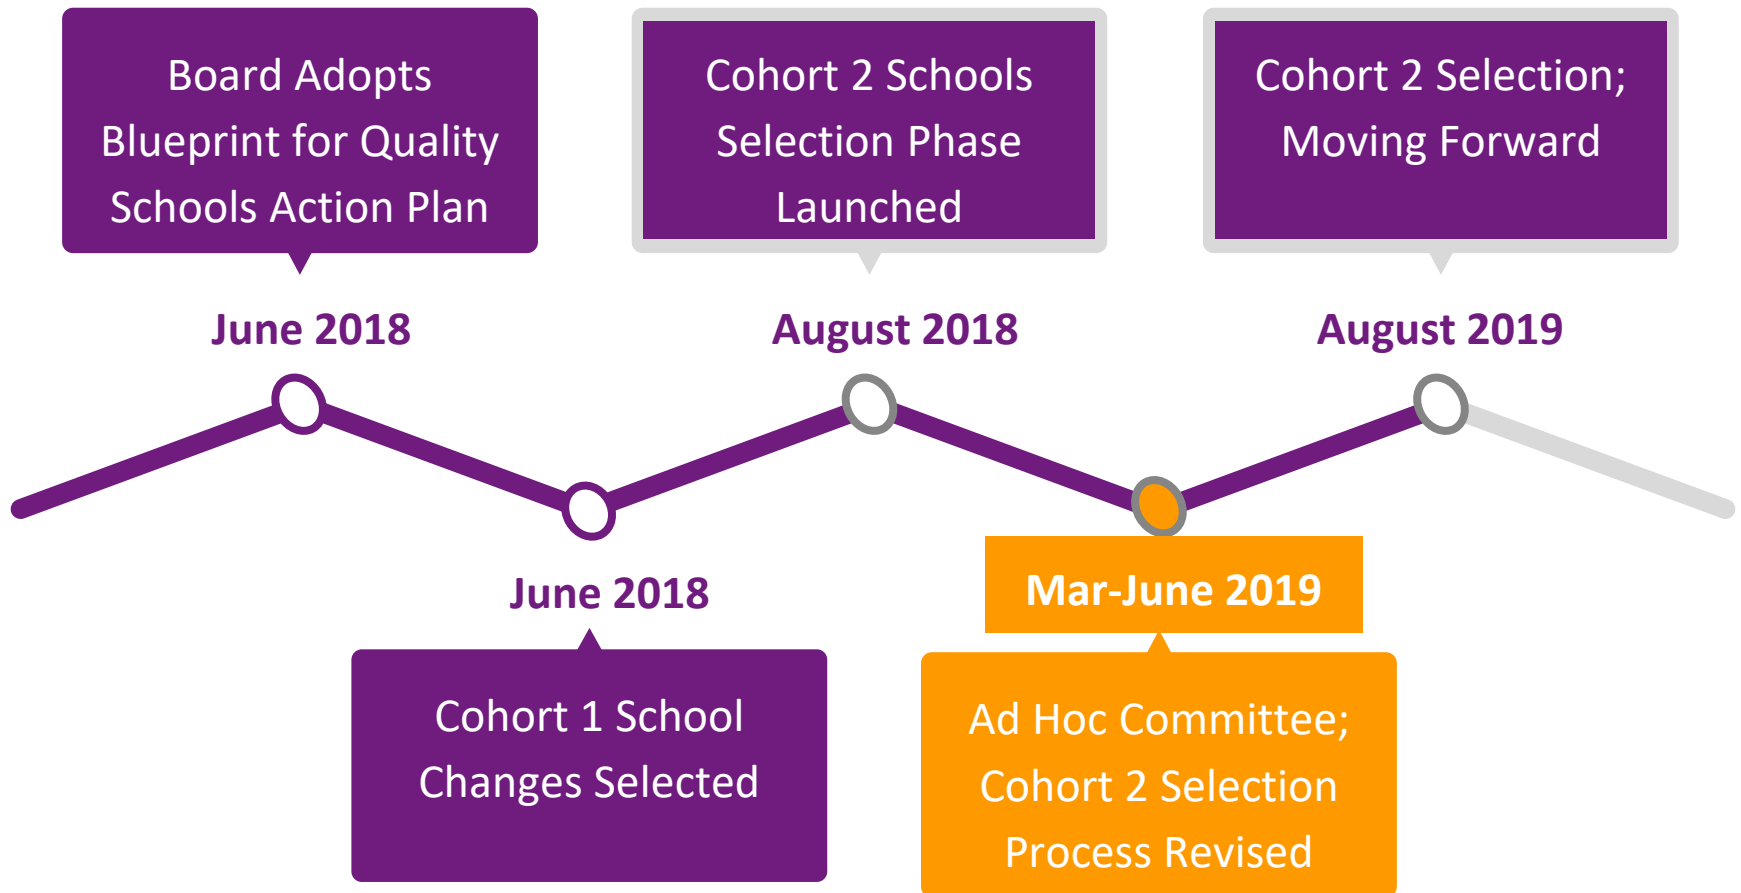 Board Adopts
Blueprint for Quality
Schools Action Plan
June 2018
Cohort 1 School
Changes Selected
June 2018
Cohort 2 Schools
Selection Phase
Launched
August 2018
Mar-June 2019
Ad Hoc Committee;
Cohort 2 Selection
Process Revised
Cohort 2 Selection;
Moving Forward
August 2019